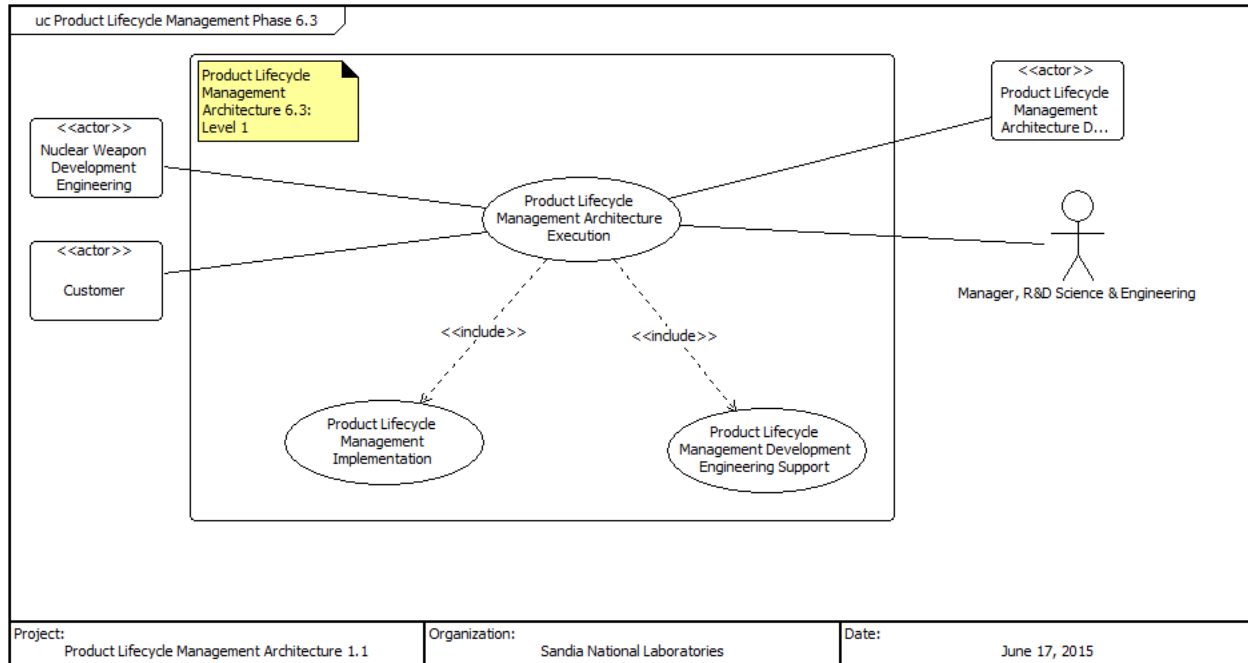 uc Product Lifecycle Management Phase 6.3
Product Lifecycle
Management
Architecture 6.3:
Level 1
<<actor>>
Product Lifecycle
Management
Architecture D...
<<actor>>
Nuclear Weapon
Development
Engineering
Product Lifecycle
Management Architecture
Execution
<<actor>>
Customer
Manager, R&D Science & Engineering
<<include>>
<<include>>
Product Lifecycle
Management
Implementation
Product Lifecycle
Management Development
Engineering Support
Project:
Product Lifecycle Management Architecture 1.1
Organization:
Sandia National Laboratories
Date:
June 17, 2015